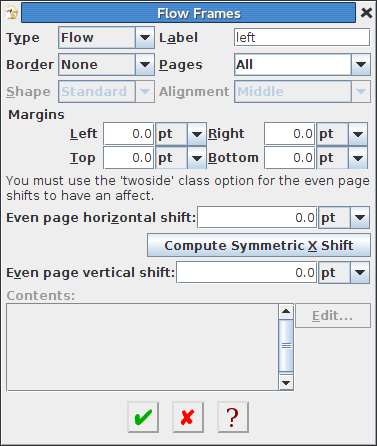 Flow Frames
Type Flow Label left
Border None Pages All
Shape Standard Alignment Middle
Margins
Left 0.0 pt Right 0.0 pt
Top 0.0 pt Bottom 0.0 pt
You must use the 'twoside' class option for the even page
shifts to have an affect.
Even page horizontal shift: 0.0 pt
Compute Symmetric X Shift
Even page vertical shift: 0.0 pt
Contents:
Edit...
?